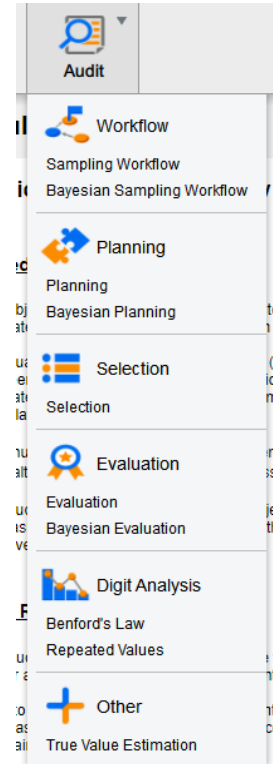 Audit
Workflow
Sampling Workflow
Bayesian Sampling Workflow
Planning
Planning
Bayesian Planning
Selection
Selection
Evaluation
Evaluation
Bayesian Evaluation
Digit Analysis
Benford's Law
Repeated Values
Other
True Value Estimation